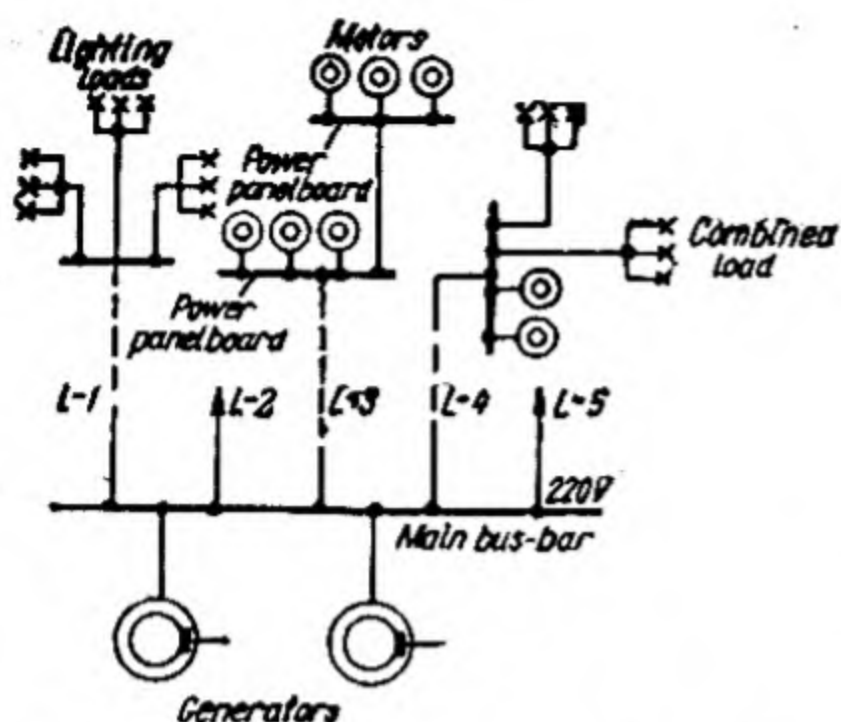 Lighting
loads
Motors
Power
panelboard
Combined
load
Power
panelboard
L-1
L-2
L-3
L-4
L-5
220V
Main bus-bar
Generators